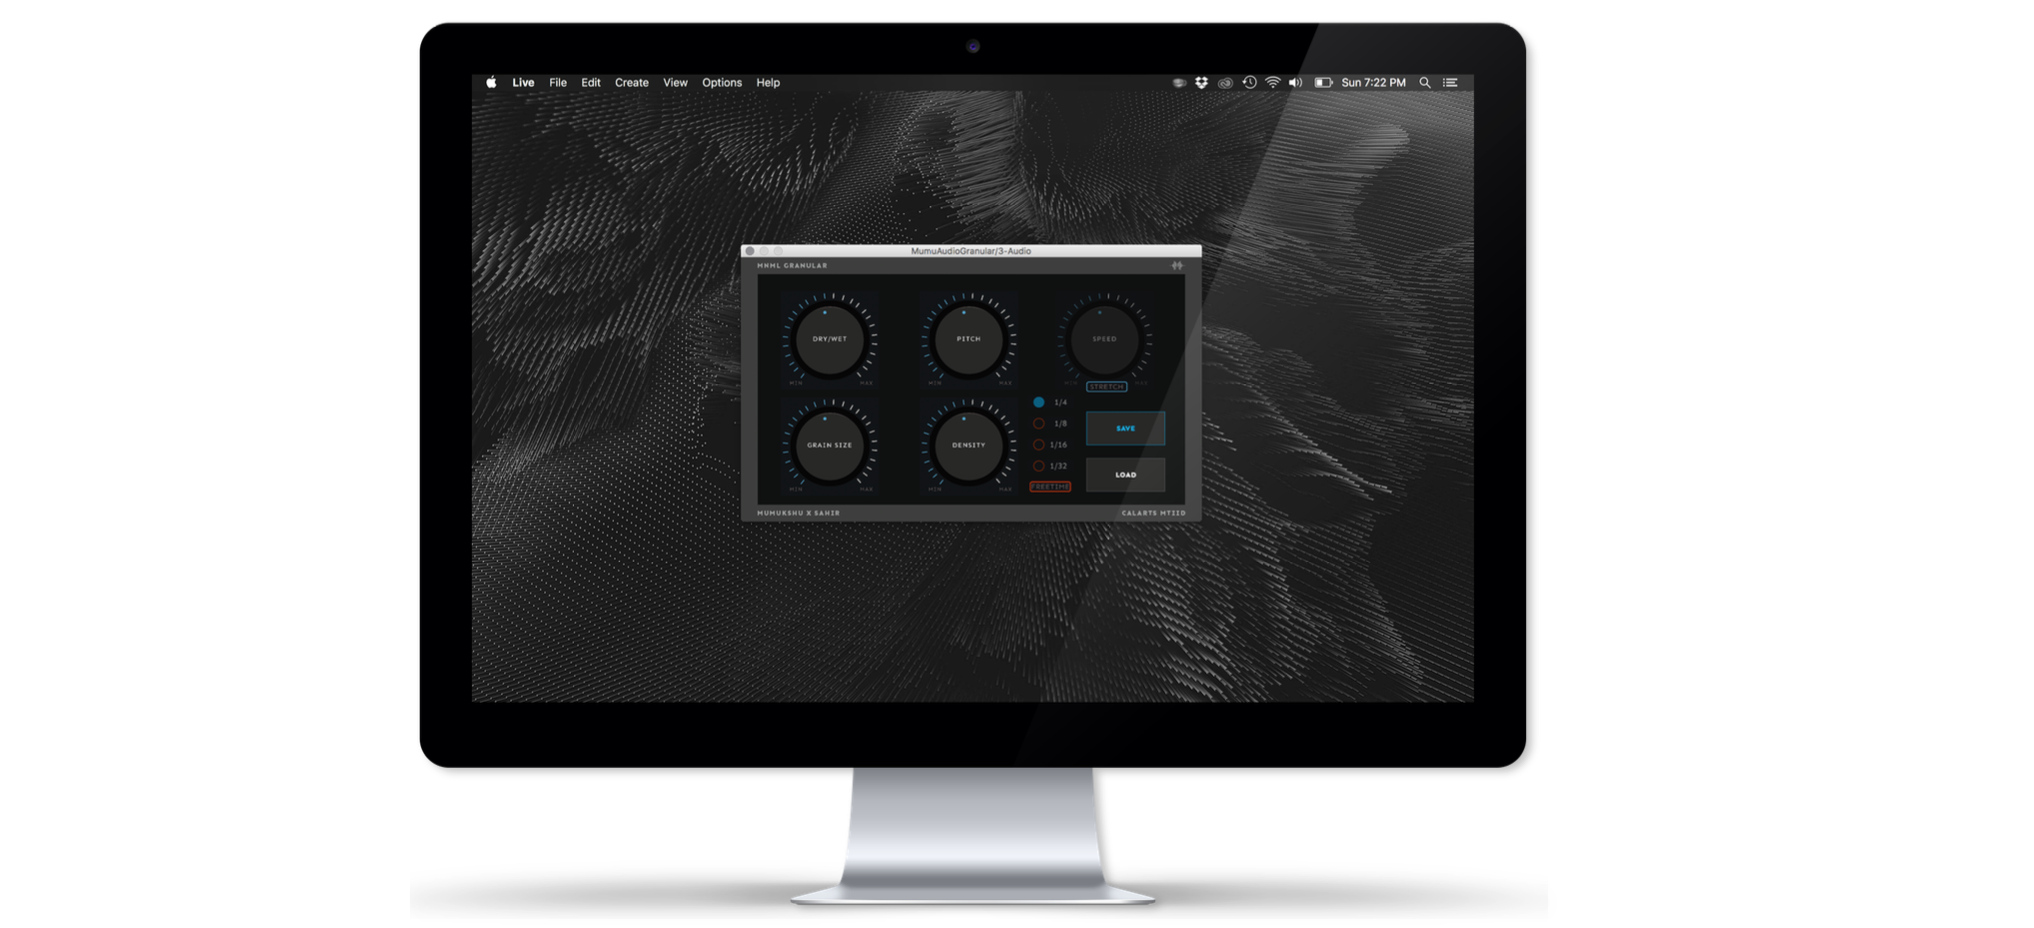 Live File Edit Create View Options Help Sun 7:22 PM
MumuAudioGranular/3-Audio
MNML GRANULAR
DRY/WET PITCH SPEED
MIN MAX MIN MAX MIN MAX
STRETCH
1/4
1/8
SAVE
GRAIN SIZE DENSITY 1/16
1/32
LOAD
MIN MAX MIN MAX FREETIME
MUMUKSHU X SAHIR CALARTS MTIID